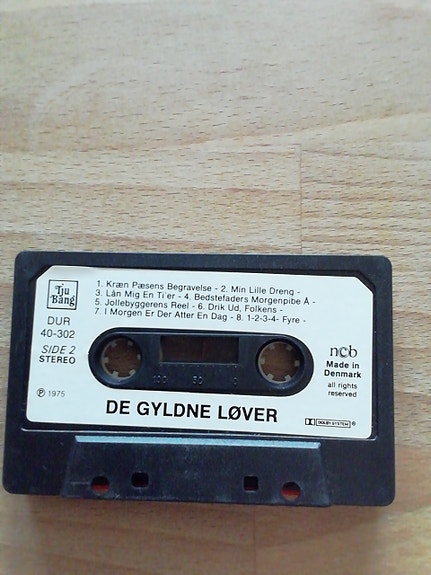 Tju
Bang
1. Kræn Pæsens Begravelse - 2. Min Lille Dreng -
3. Lån Mig En Ti'er - 4. Bedstefaders Morgenpibe Å -
5. Jollebyggerens Reel - 6. Drik Ud, Folkens -
7. I Morgen Er Der Atter En Dag - 8. 1-2-3-4- Fyre -
DUR
40-302
SIDE 2
STEREO
100 50 0
ncb
Made in
Denmark
all rights
reserved
℗ 1975
DE GYLDNE LØVER
DOLBY SYSTEM ®